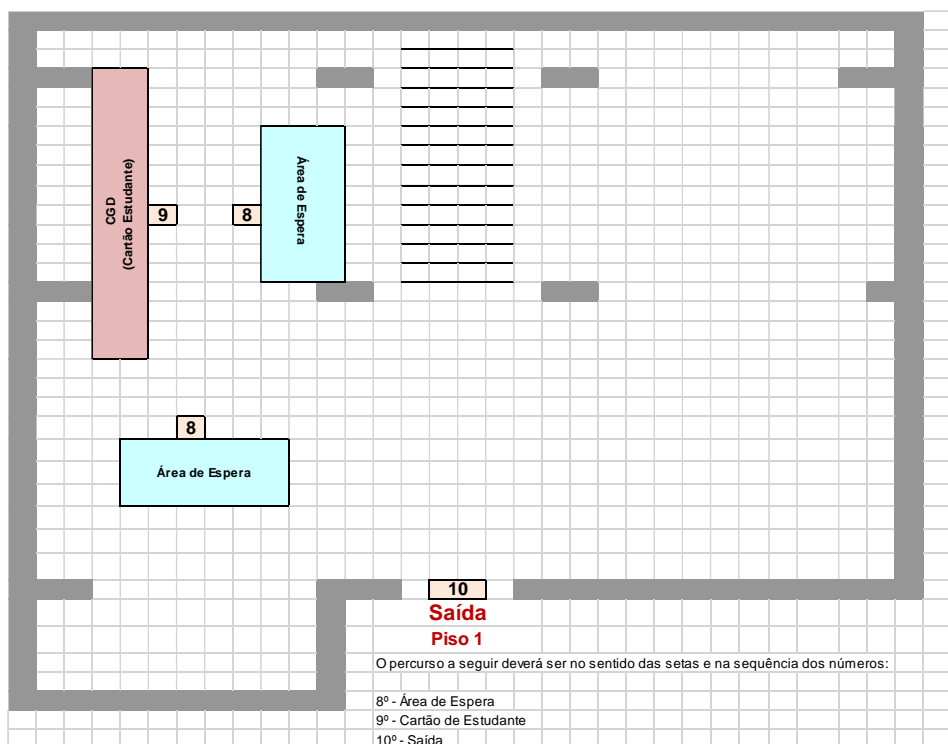 CGD
(Cartão Estudante)
9
8
Área de Espera
8
Área de Espera
10
Saída
Piso 1
O percurso a seguir deverá ser no sentido das setas e na sequência dos números:
8º - Área de Espera
9º - Cartão de Estudante
10º - Saída